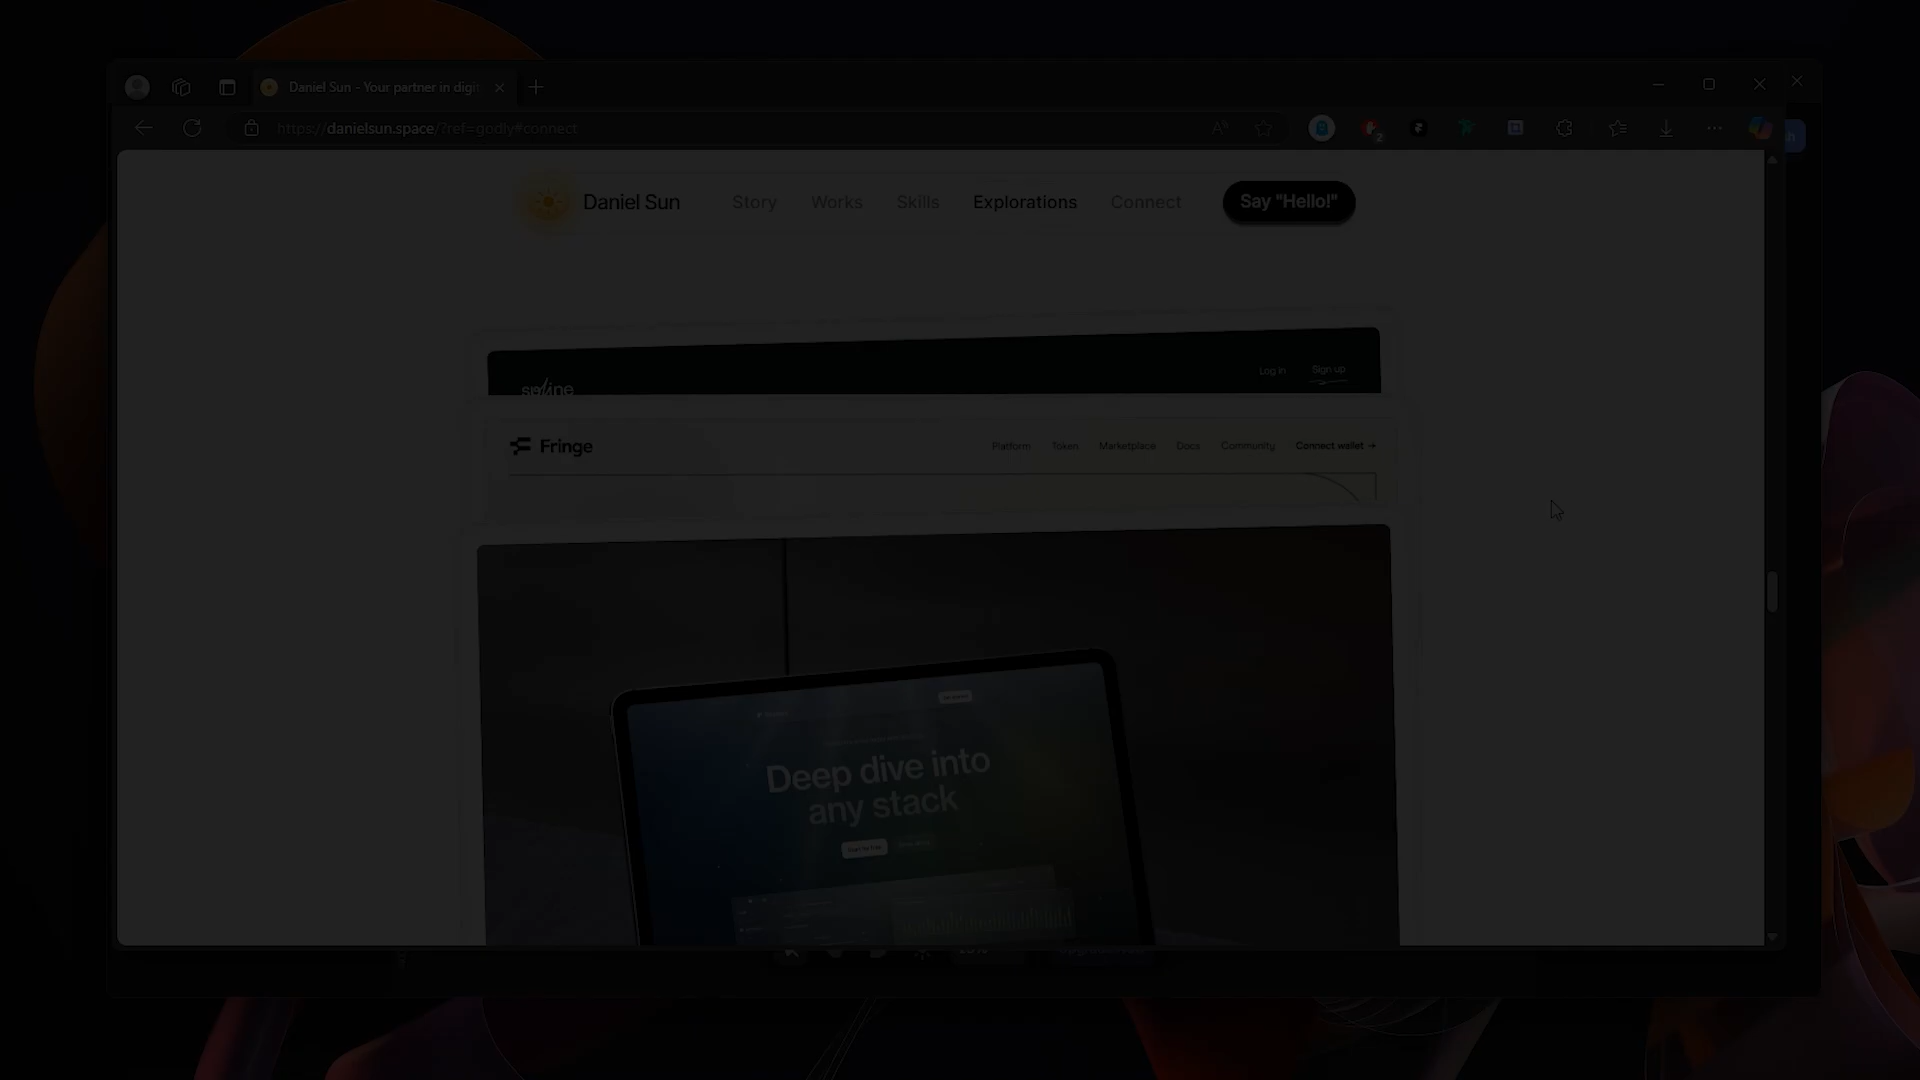 Daniel Sun - Your partner in digit
https://danielsun.space/?ref=godly#connect
2
Daniel Sun
Story
Works
Skills
Explorations
Connect
Say "Hello!"
spline
Log in
Sign up
Fringe
Platform
Token
Marketplace
Docs
Community
Connect wallet →
Deep dive into
any stack